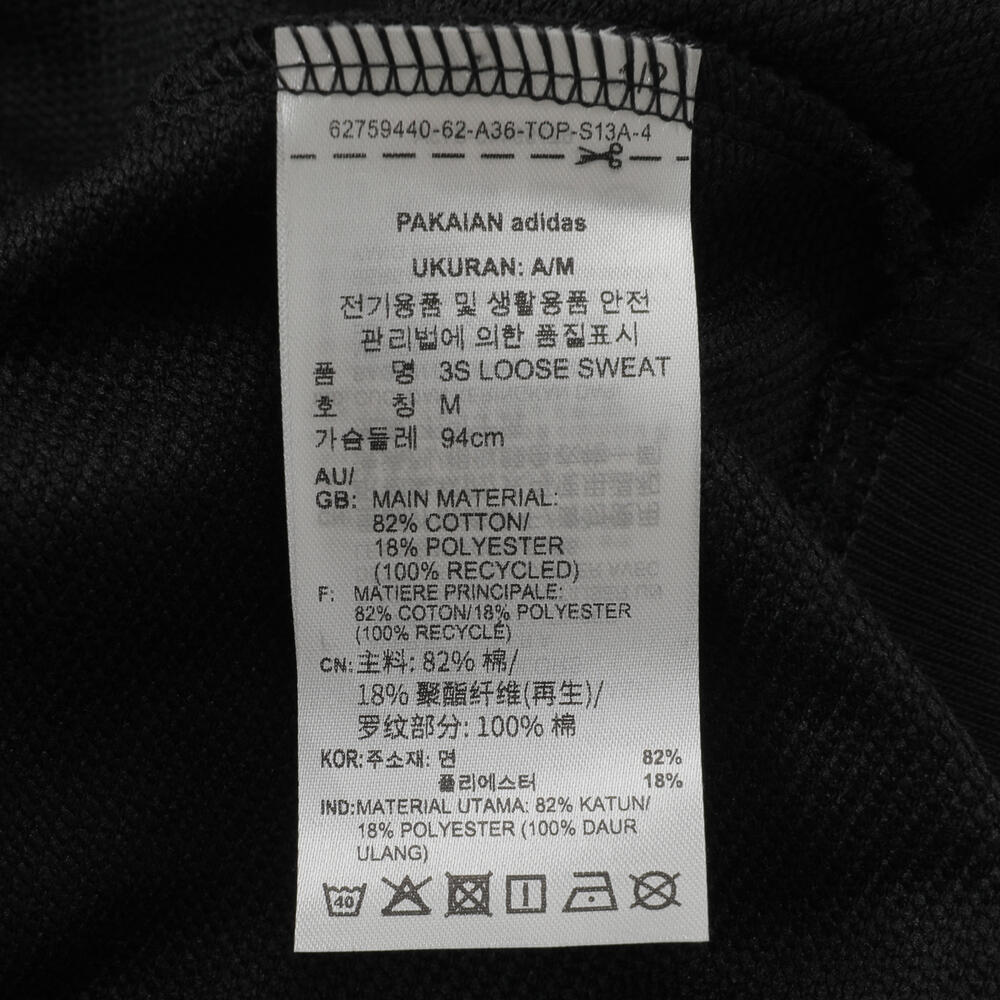 1/2
62759440-62-A36-TOP-S13A-4
PAKAIAN adidas
UKURAN: A/M
전기용품 및 생활용품 안전
관리법에 의한 품질표시
품 명 3S LOOSE SWEAT
호 칭 M
가슴둘레 94cm
AU/
GB: MAIN MATERIAL:
82% COTTON/
18% POLYESTER
(100% RECYCLED)
F: MATIERE PRINCIPALE:
82% COTON/18% POLYESTER
(100% RECYCLÉ)
CN: 主料: 82% 棉/
18% 聚酯纤维(再生)/
罗纹部分: 100% 棉
KOR: 주소재: 면 82%
폴리에스터 18%
IND: MATERIAL UTAMA: 82% KATUN/
18% POLYESTER (100% DAUR
ULANG)
40